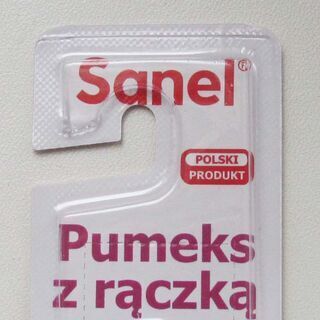 Sanel®
POLSKI
PRODUKT
Pumeks
z rączką